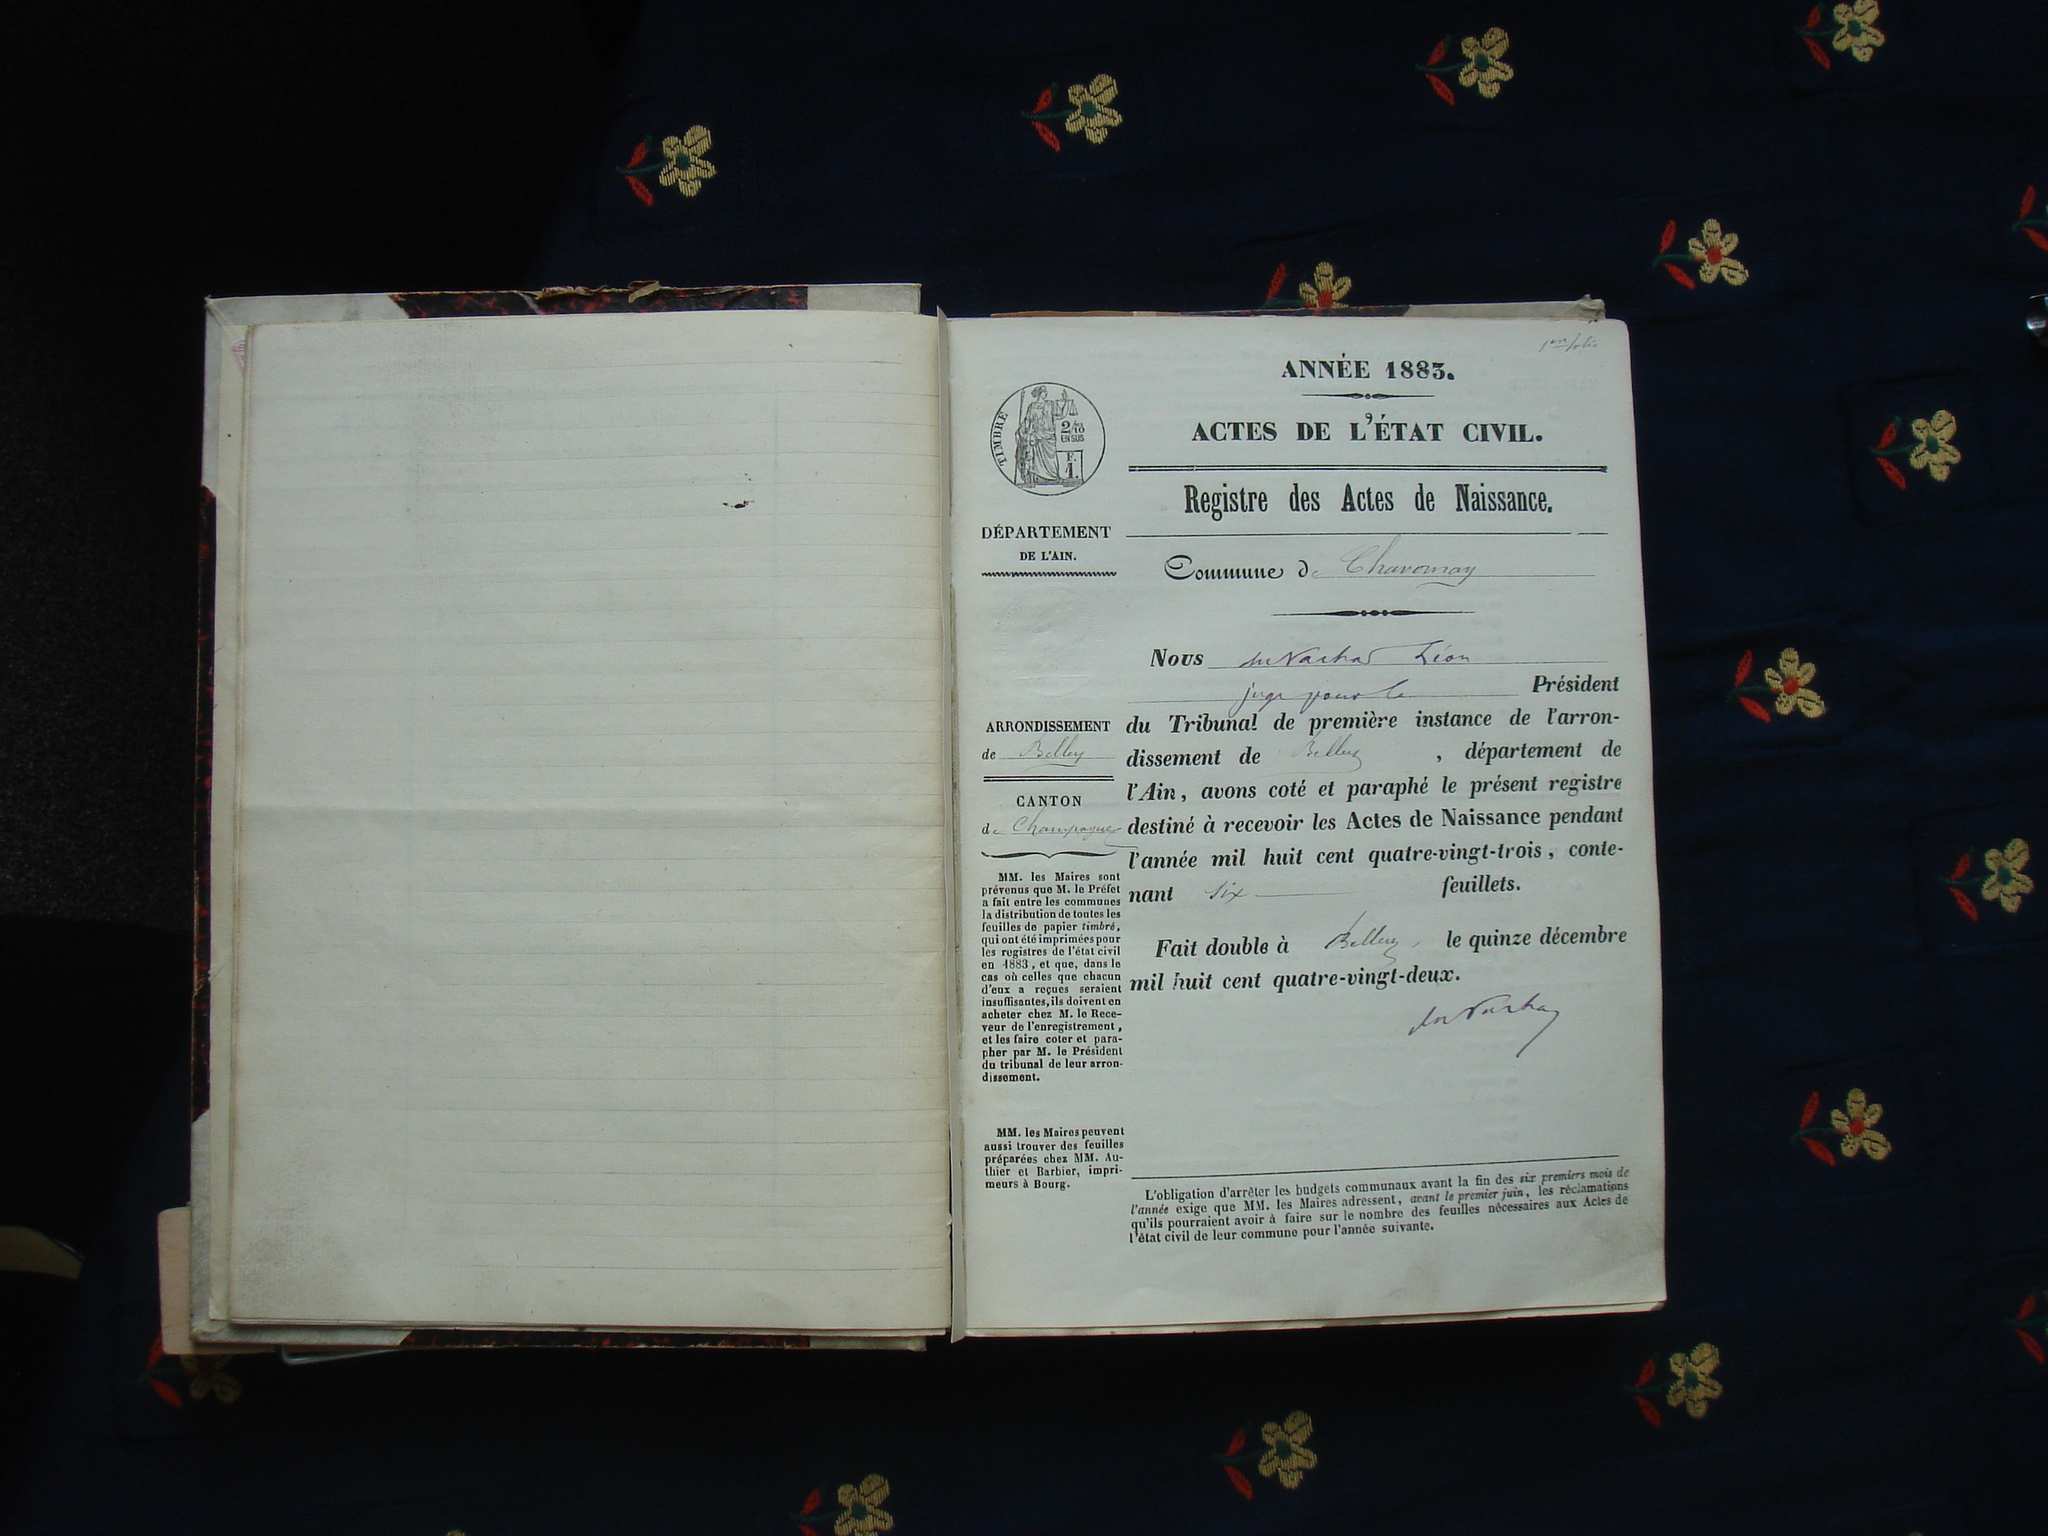 1er folio
ANNÉE 1883.
ACTES DE L'ÉTAT CIVIL.
Registre des Actes de Naissance.
Commune de Chavornay
TIMBRE
2/10
EN SUS
F.
1.
DÉPARTEMENT
DE L'AIN.
ARRONDISSEMENT
de Belley
CANTON
de Champagne
MM. les Maires sont
prévenus que M. le Préfet
a fait entre les communes
la distribution de toutes les
feuilles de papier timbré,
qui ont été imprimées pour
les registres de l'état civil
en 1883, et que, dans le
cas où celles que chacun
d'eux a reçues seraient
insuffisantes, ils doivent en
acheter chez M. le Rece-
veur de l'enregistrement,
et les faire coter et para-
pher par M. le Président
du tribunal de leur arron-
dissement.
MM. les Maires peuvent
aussi trouver des feuilles
préparées chez MM. Au-
thier et Barbier, impri-
meurs à Bourg.
Nous Léon
juge pour le Président
du Tribunal de première instance de l'arron-
dissement de Belley, département de
l'Ain, avons coté et paraphé le présent registre
destiné à recevoir les Actes de Naissance pendant
l'année mil huit cent quatre-vingt-trois, conte-
nant six feuillets.
Fait double à Belley, le quinze décembre
mil huit cent quatre-vingt-deux.
L'obligation d'arrêter les budgets communaux avant la fin des six premiers mois de
l'année exige que MM. les Maires adressent, avant le premier juin, les réclamations
qu'ils pourraient avoir à faire sur le nombre des feuilles nécessaires aux Actes de
l'état civil de leur commune pour l'année suivante.